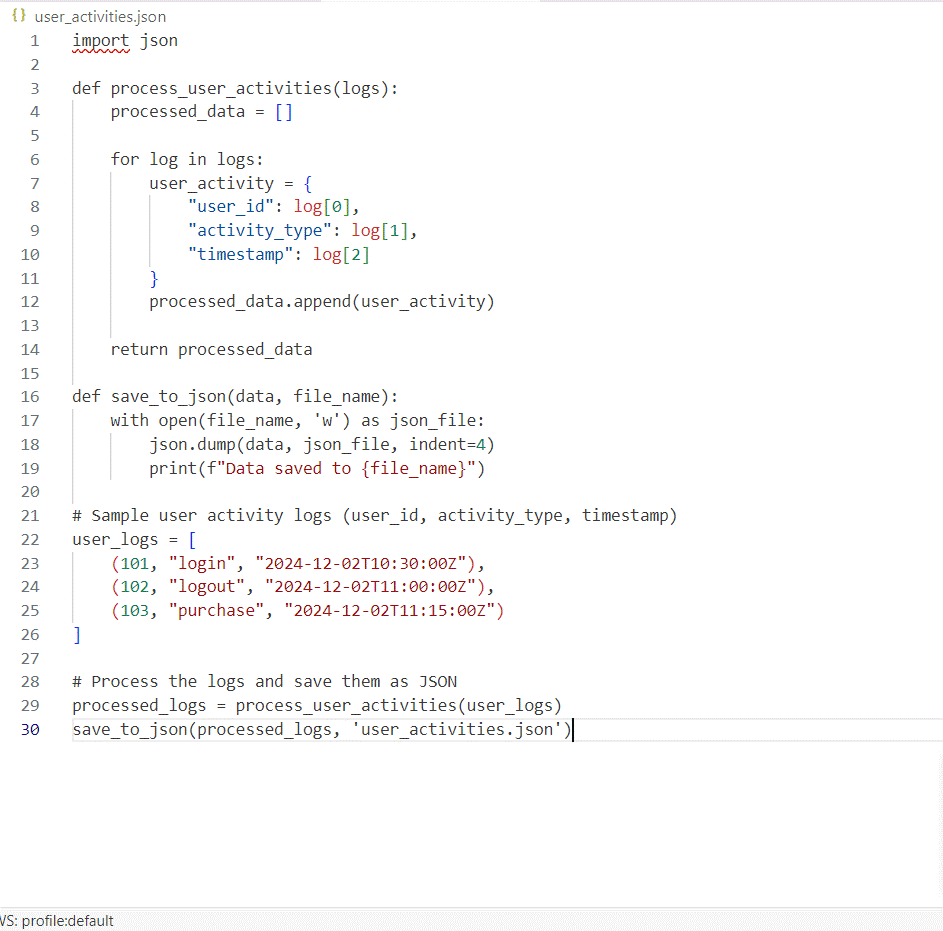 {} user_activities.json
1 import json
2
3 def process_user_activities(logs):
4     processed_data = []
5
6     for log in logs:
7         user_activity = {
8             "user_id": log[0],
9             "activity_type": log[1],
10             "timestamp": log[2]
11         }
12         processed_data.append(user_activity)
13
14     return processed_data
15
16 def save_to_json(data, file_name):
17     with open(file_name, 'w') as json_file:
18         json.dump(data, json_file, indent=4)
19         print(f"Data saved to {file_name}")
20
21 # Sample user activity logs (user_id, activity_type, timestamp)
22 user_logs = [
23     (101, "login", "2024-12-02T10:30:00Z"),
24     (102, "logout", "2024-12-02T11:00:00Z"),
25     (103, "purchase", "2024-12-02T11:15:00Z")
26 ]
27
28 # Process the logs and save them as JSON
29 processed_logs = process_user_activities(user_logs)
30 save_to_json(processed_logs, 'user_activities.json')
WS: profile:default